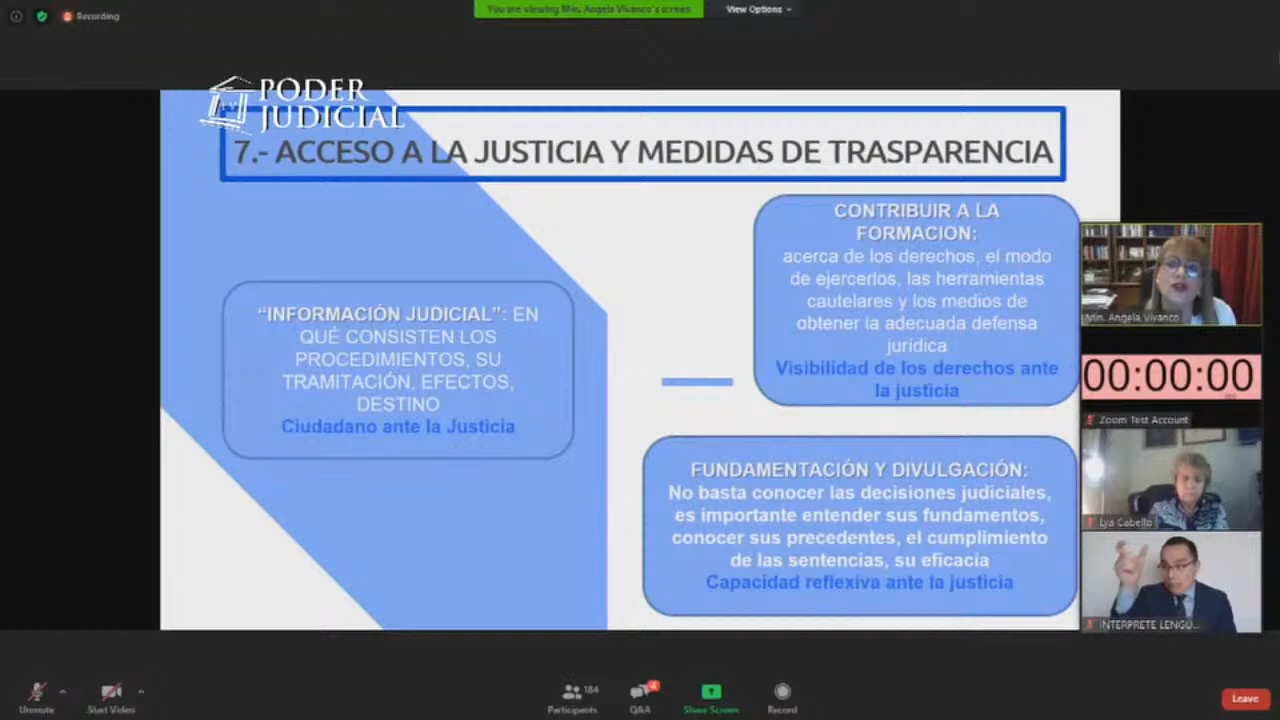 Recording
You are viewing Min. Angela Vivanco's screen
View Options
PODER
JUDICIAL
TV
7.- ACCESO A LA JUSTICIA Y MEDIDAS DE TRASPARENCIA
“INFORMACIÓN JUDICIAL”: EN
QUÉ CONSISTEN LOS
PROCEDIMIENTOS, SU
TRAMITACIÓN, EFECTOS,
DESTINO
Ciudadano ante la Justicia
CONTRIBUIR A LA
FORMACION:
acerca de los derechos, el modo
de ejercerlos, las herramientas
cautelares y los medios de
obtener la adecuada defensa
jurídica
Visibilidad de los derechos ante
la justicia
FUNDAMENTACIÓN Y DIVULGACIÓN:
No basta conocer las decisiones judiciales,
es importante entender sus fundamentos,
conocer sus precedentes, el cumplimiento
de las sentencias, su eficacia
Capacidad reflexiva ante la justicia
Min. Angela Vivanco
00:00:00
Zoom Test Account
Lya Cabello
INTERPRETE LENGU...
Unmute
Start Video
184
Participants
4
Q&A
Share Screen
Record
Leave